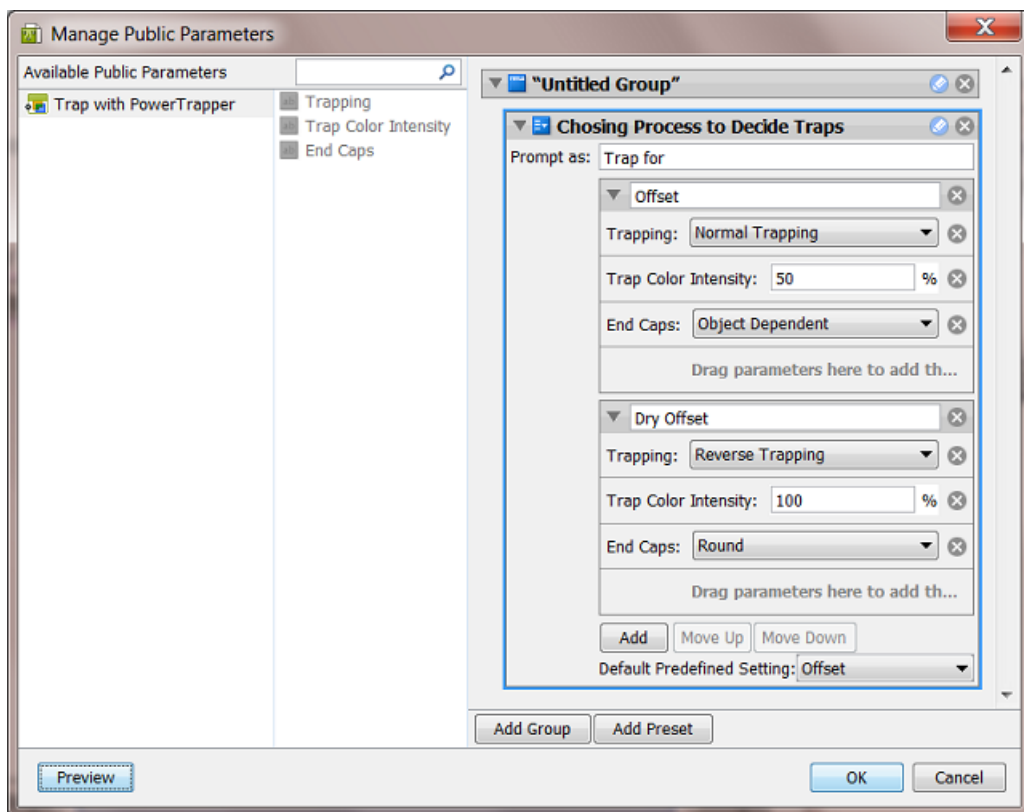 Manage Public Parameters
Available Public Parameters
Trap with PowerTrapper
Trapping
Trap Color Intensity
End Caps
"Untitled Group"
Chosing Process to Decide Traps
Prompt as: Trap for
Offset
Trapping: Normal Trapping
Trap Color Intensity: 50 %
End Caps: Object Dependent
Drag parameters here to add th...
Dry Offset
Trapping: Reverse Trapping
Trap Color Intensity: 100 %
End Caps: Round
Drag parameters here to add th...
Add Move Up Move Down
Default Predefined Setting: Offset
Add Group Add Preset
Preview OK Cancel